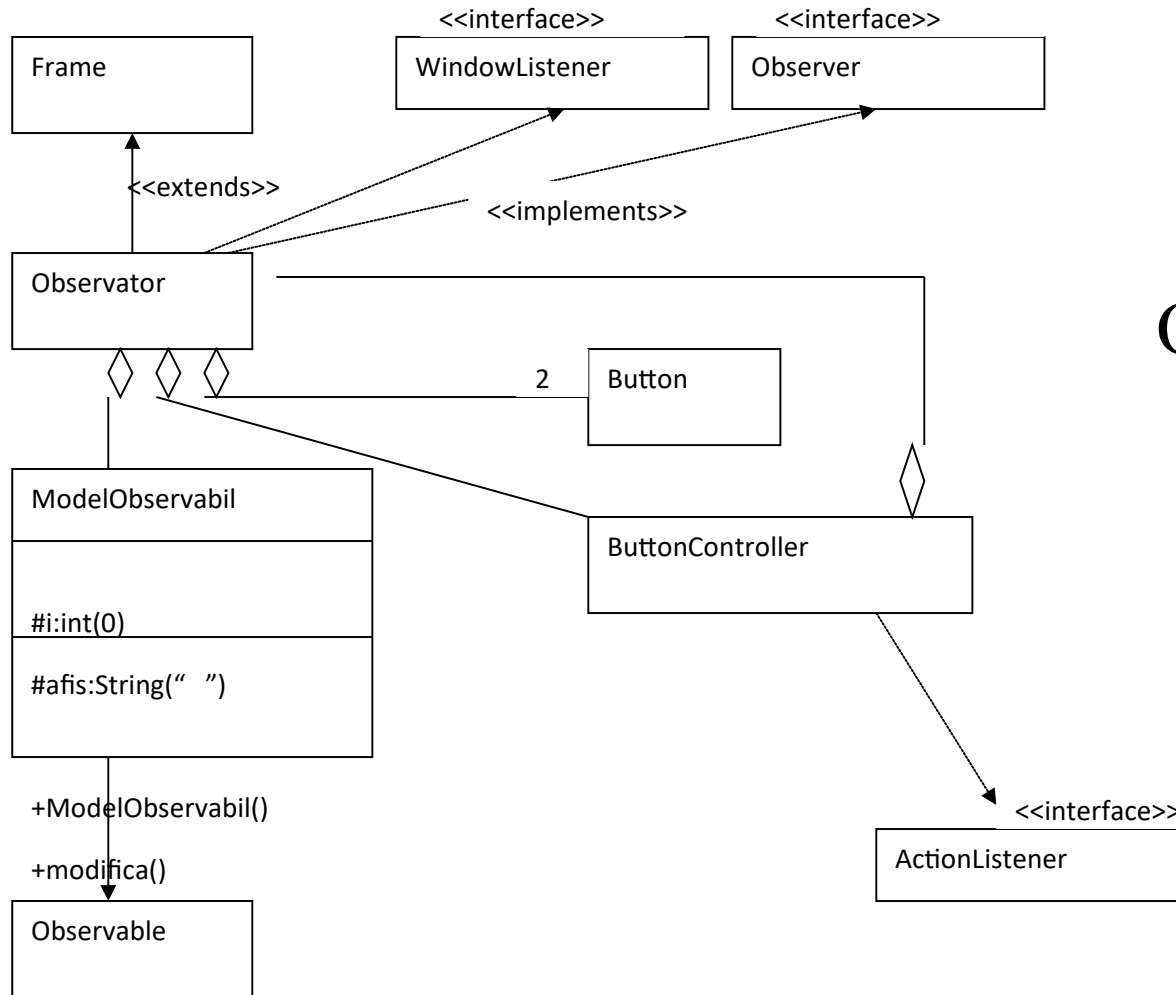 <<interface>>
<<interface>>
Frame
WindowListener
Observer
<<extends>>
<<implements>>
Observator
2
Button
ModelObservabil
ButtonController
#i:int(0)
#afis:String(“ ”)
+ModelObservabil()
<<interface>>
+modifica()
ActionListener
Observable